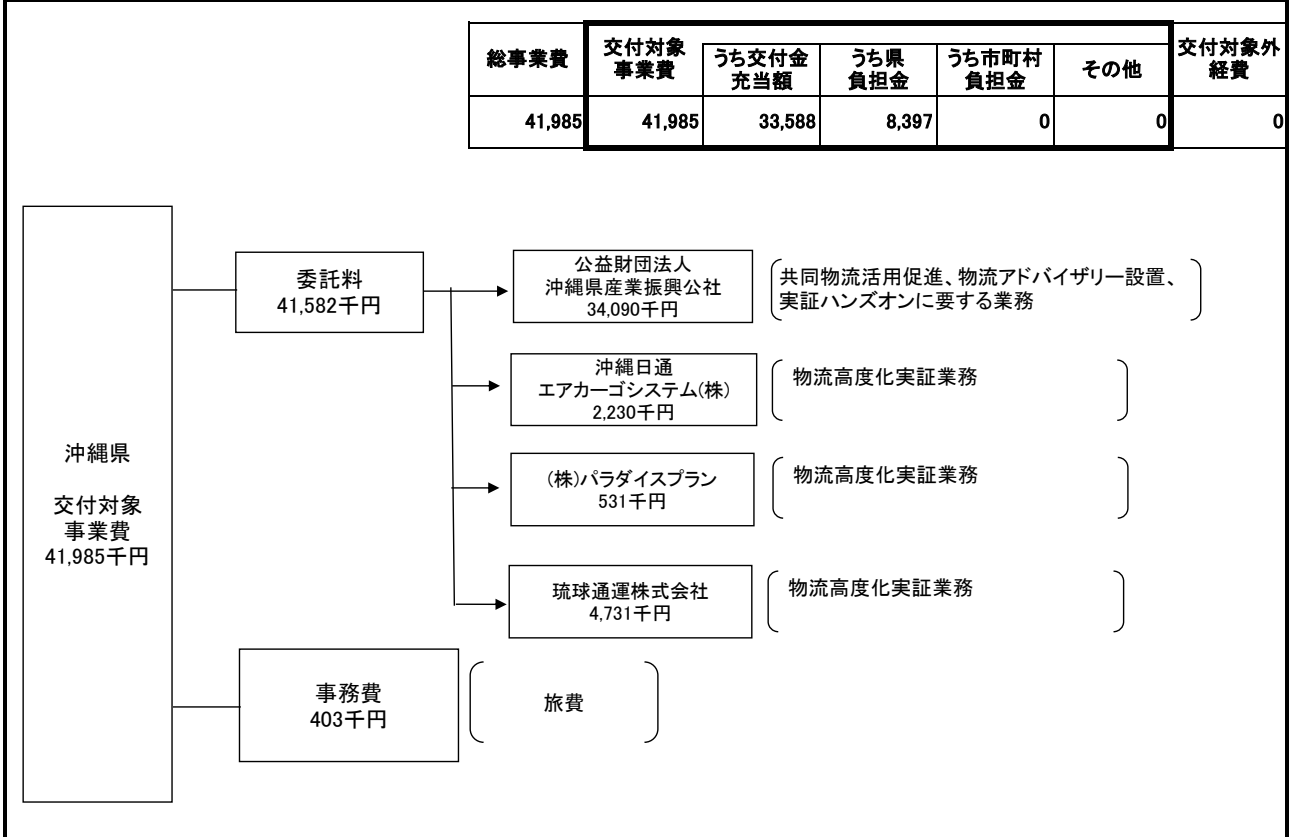 総事業費
交付対象
事業費
うち交付金
充当額
うち県
負担金
うち市町村
負担金
その他
交付対象外
経費
41,985
41,985
33,588
8,397
0
0
0
沖縄県
交付対象
事業費
41,985千円
委託料
41,582千円
公益財団法人
沖縄県産業振興公社
34,090千円
共同物流活用促進、物流アドバイザリー設置、
実証ハンズオンに要する業務
沖縄日通
エアカーゴシステム(株)
2,230千円
物流高度化実証業務
(株)パラダイスプラン
531千円
物流高度化実証業務
琉球通運株式会社
4,731千円
物流高度化実証業務
事務費
403千円
旅費